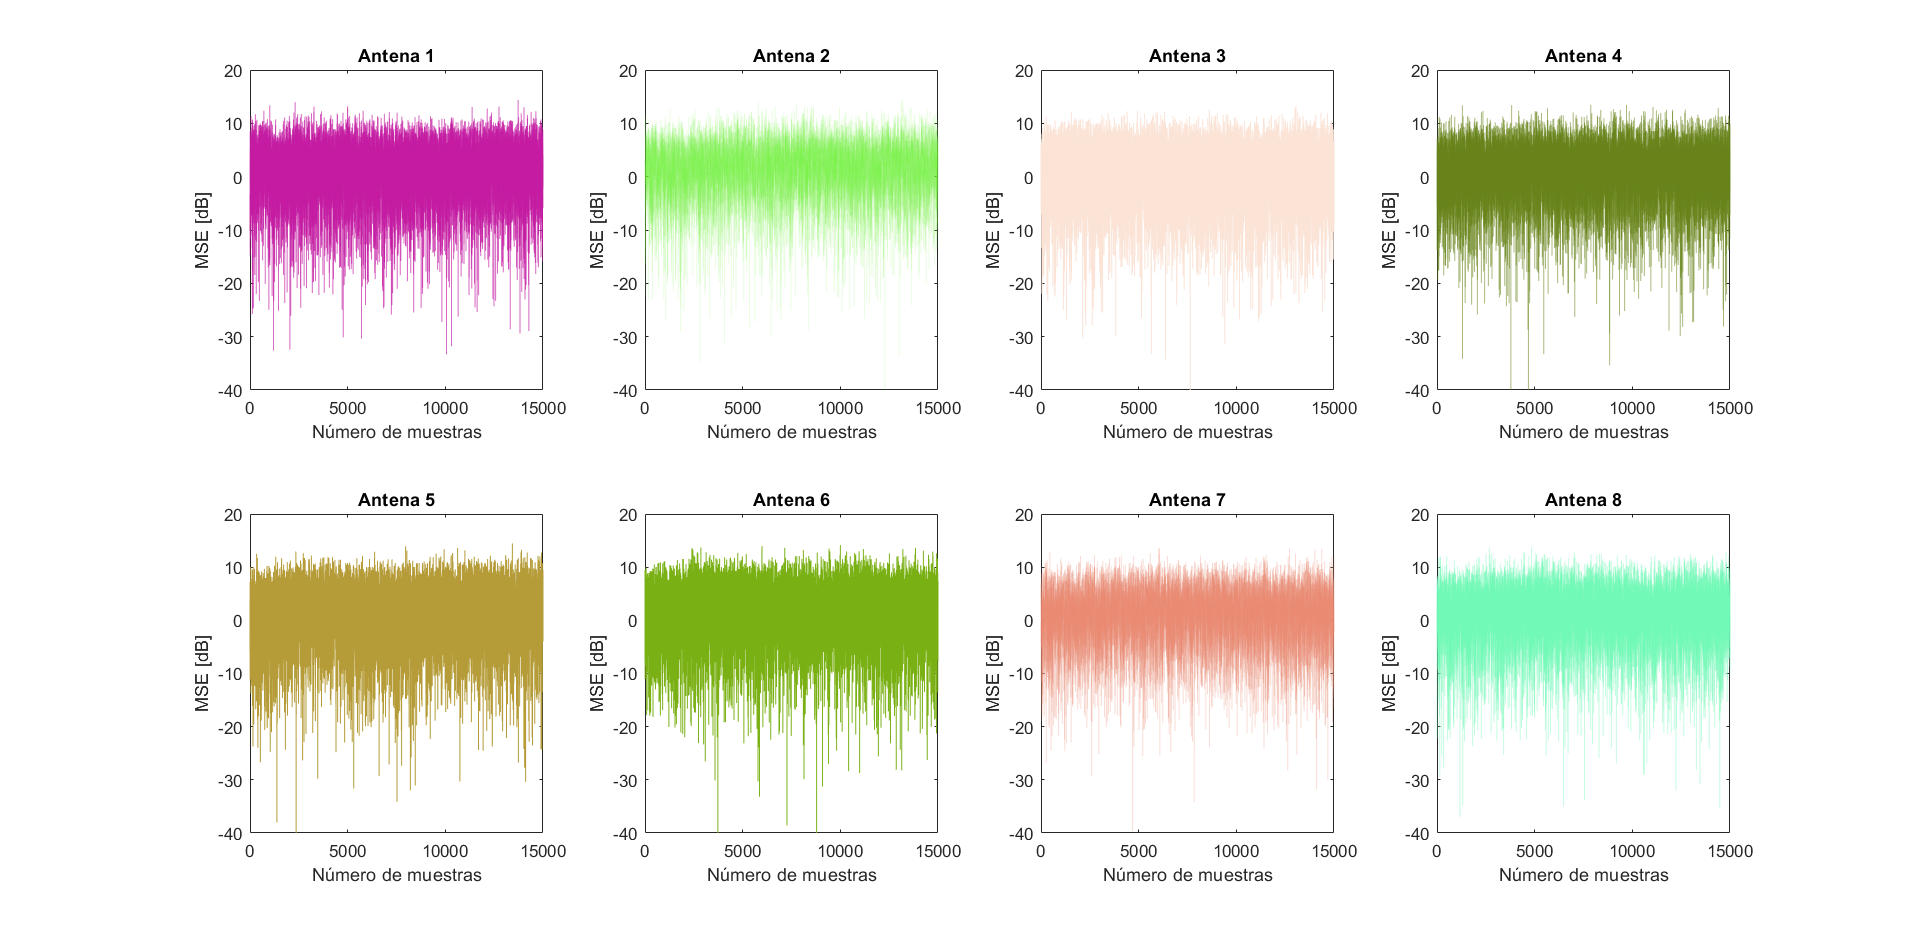 Antena 1
20
10
0
-10
-20
-30
-40
MSE [dB]
0 5000 10000 15000
Número de muestras
Antena 2
20
10
0
-10
-20
-30
-40
MSE [dB]
0 5000 10000 15000
Número de muestras
Antena 3
20
10
0
-10
-20
-30
-40
MSE [dB]
0 5000 10000 15000
Número de muestras
Antena 4
20
10
0
-10
-20
-30
-40
MSE [dB]
0 5000 10000 15000
Número de muestras
Antena 5
20
10
0
-10
-20
-30
-40
MSE [dB]
0 5000 10000 15000
Número de muestras
Antena 6
20
10
0
-10
-20
-30
-40
MSE [dB]
0 5000 10000 15000
Número de muestras
Antena 7
20
10
0
-10
-20
-30
-40
MSE [dB]
0 5000 10000 15000
Número de muestras
Antena 8
20
10
0
-10
-20
-30
-40
MSE [dB]
0 5000 10000 15000
Número de muestras